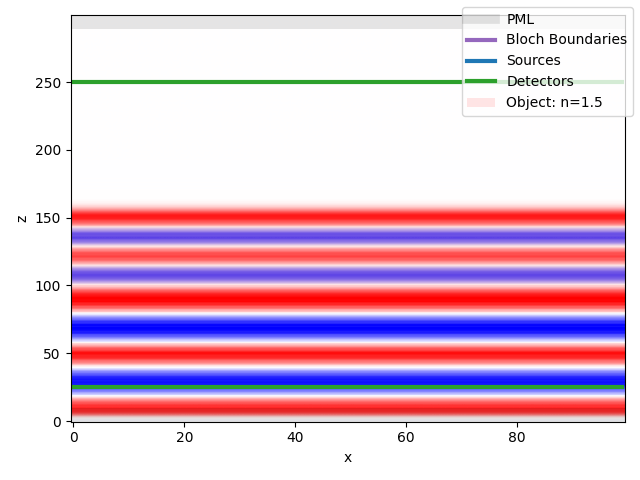 PML
Bloch Boundaries
Sources
Detectors
Object: n=1.5
250
200
150
100
50
0
0 20 40 60 80
x
z